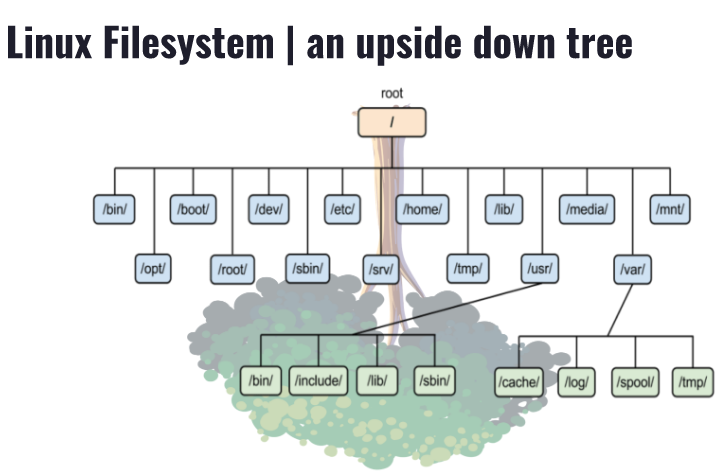 Linux Filesystem | an upside down tree
root
/
/bin/ /boot/ /dev/ /etc/ /home/ /lib/ /media/ /mnt/
/opt/ /root/ /sbin/ /srv/ /tmp/ /usr/ /var/
/bin/ /include/ /lib/ /sbin/ /cache/ /log/ /spool/ /tmp/